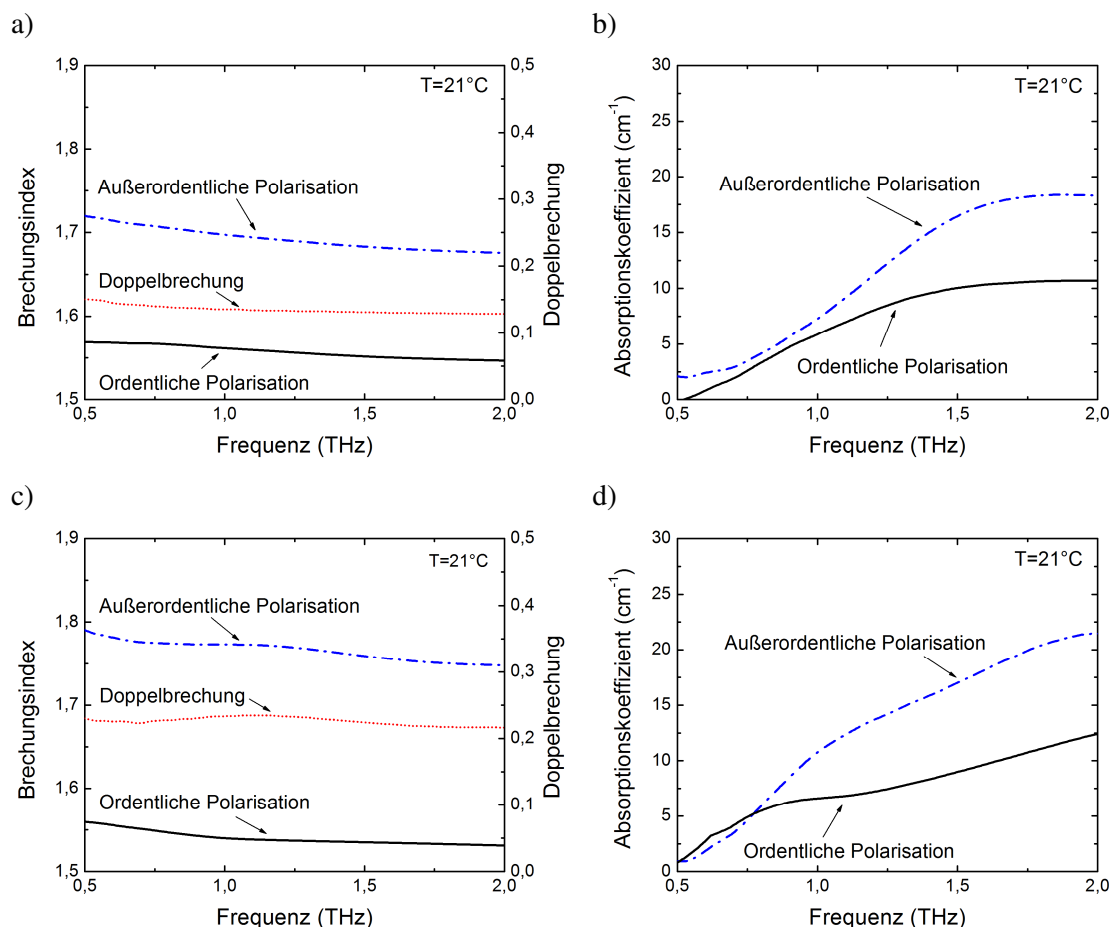 a)
1,9
1,8
1,7
1,6
1,5
Brechungsindex
0,5
0,4
0,3
0,2
0,1
0,0
Doppelbrechung
T=21°C
Außerordentliche Polarisation
Doppelbrechung
Ordentliche Polarisation
0,5 1,0 1,5 2,0
Frequenz (THz)
b)
30
25
20
15
10
5
0
Absorptionskoeffizient (cm⁻¹)
T=21°C
Außerordentliche Polarisation
Ordentliche Polarisation
0,5 1,0 1,5 2,0
Frequenz (THz)
c)
1,9
1,8
1,7
1,6
1,5
Brechungsindex
0,5
0,4
0,3
0,2
0,1
0,0
Doppelbrechung
T=21°C
Außerordentliche Polarisation
Doppelbrechung
Ordentliche Polarisation
0,5 1,0 1,5 2,0
Frequenz (THz)
d)
30
25
20
15
10
5
0
Absorptionskoeffizient (cm⁻¹)
T=21°C
Außerordentliche Polarisation
Ordentliche Polarisation
0,5 1,0 1,5 2,0
Frequenz (THz)